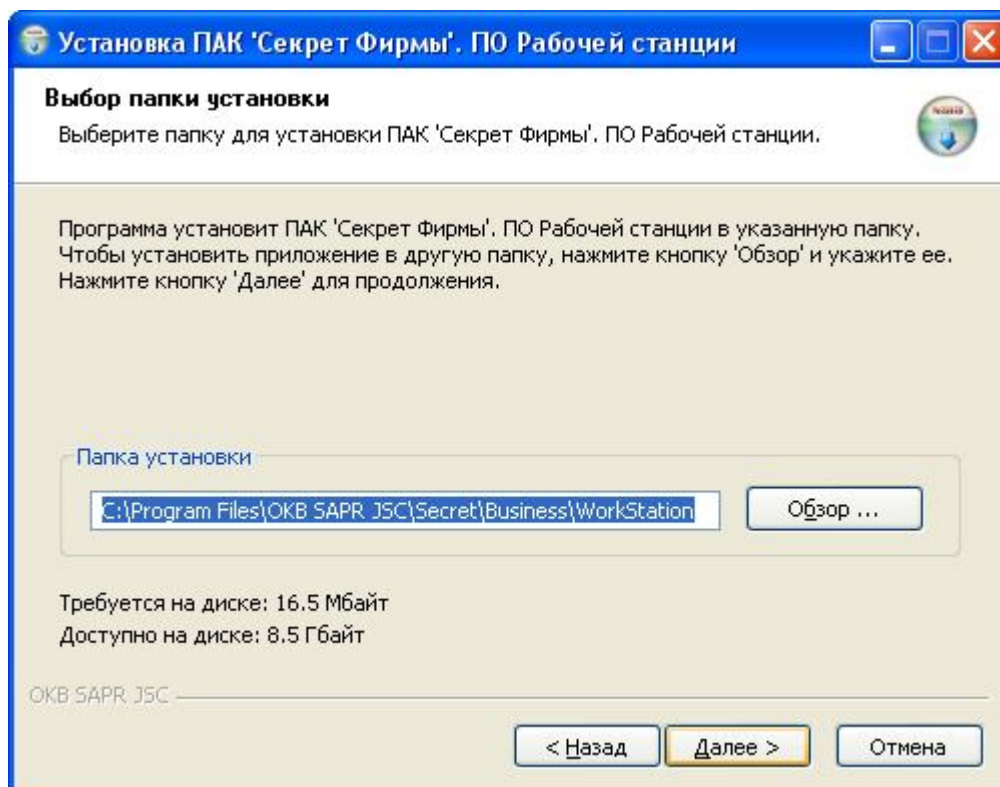 Установка ПАК 'Секрет Фирмы'. ПО Рабочей станции
Выбор папки установки
Выберите папку для установки ПАК 'Секрет Фирмы'. ПО Рабочей станции.
Программа установит ПАК 'Секрет Фирмы'. ПО Рабочей станции в указанную папку.
Чтобы установить приложение в другую папку, нажмите кнопку 'Обзор' и укажите ее.
Нажмите кнопку 'Далее' для продолжения.
Папка установки
C:\Program Files\OKB SAPR JSC\Secret\Business\WorkStation
Обзор ...
Требуется на диске: 16.5 Мбайт
Доступно на диске: 8.5 Гбайт
OKB SAPR JSC
< Назад
Далее >
Отмена